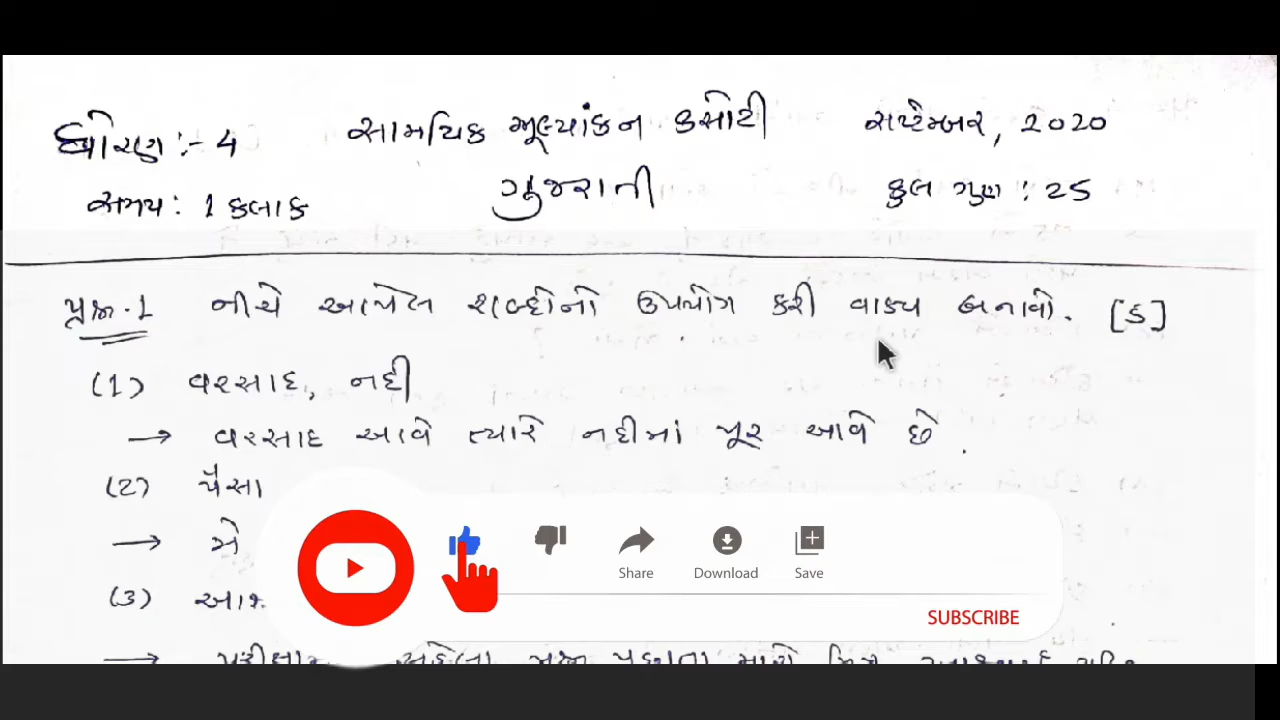 ધોરણ :- 4 સામયિક મૂલ્યાંકન કસોટી સપ્ટેમ્બર, 2020
સમય : 1 કલાક ગુજરાતી કુલ ગુણ : 25
પ્રશ્ન.1 નીચે આપેલ શબ્દોનો ઉપયોગ કરી વાક્ય બનાવો. [5]
(1) વરસાદ, નદી
→ વરસાદ આવે ત્યારે નદીમાં પૂર આવે છે.
(2) પૈસા
→ મે
(3)
Share Download Save
SUBSCRIBE
→